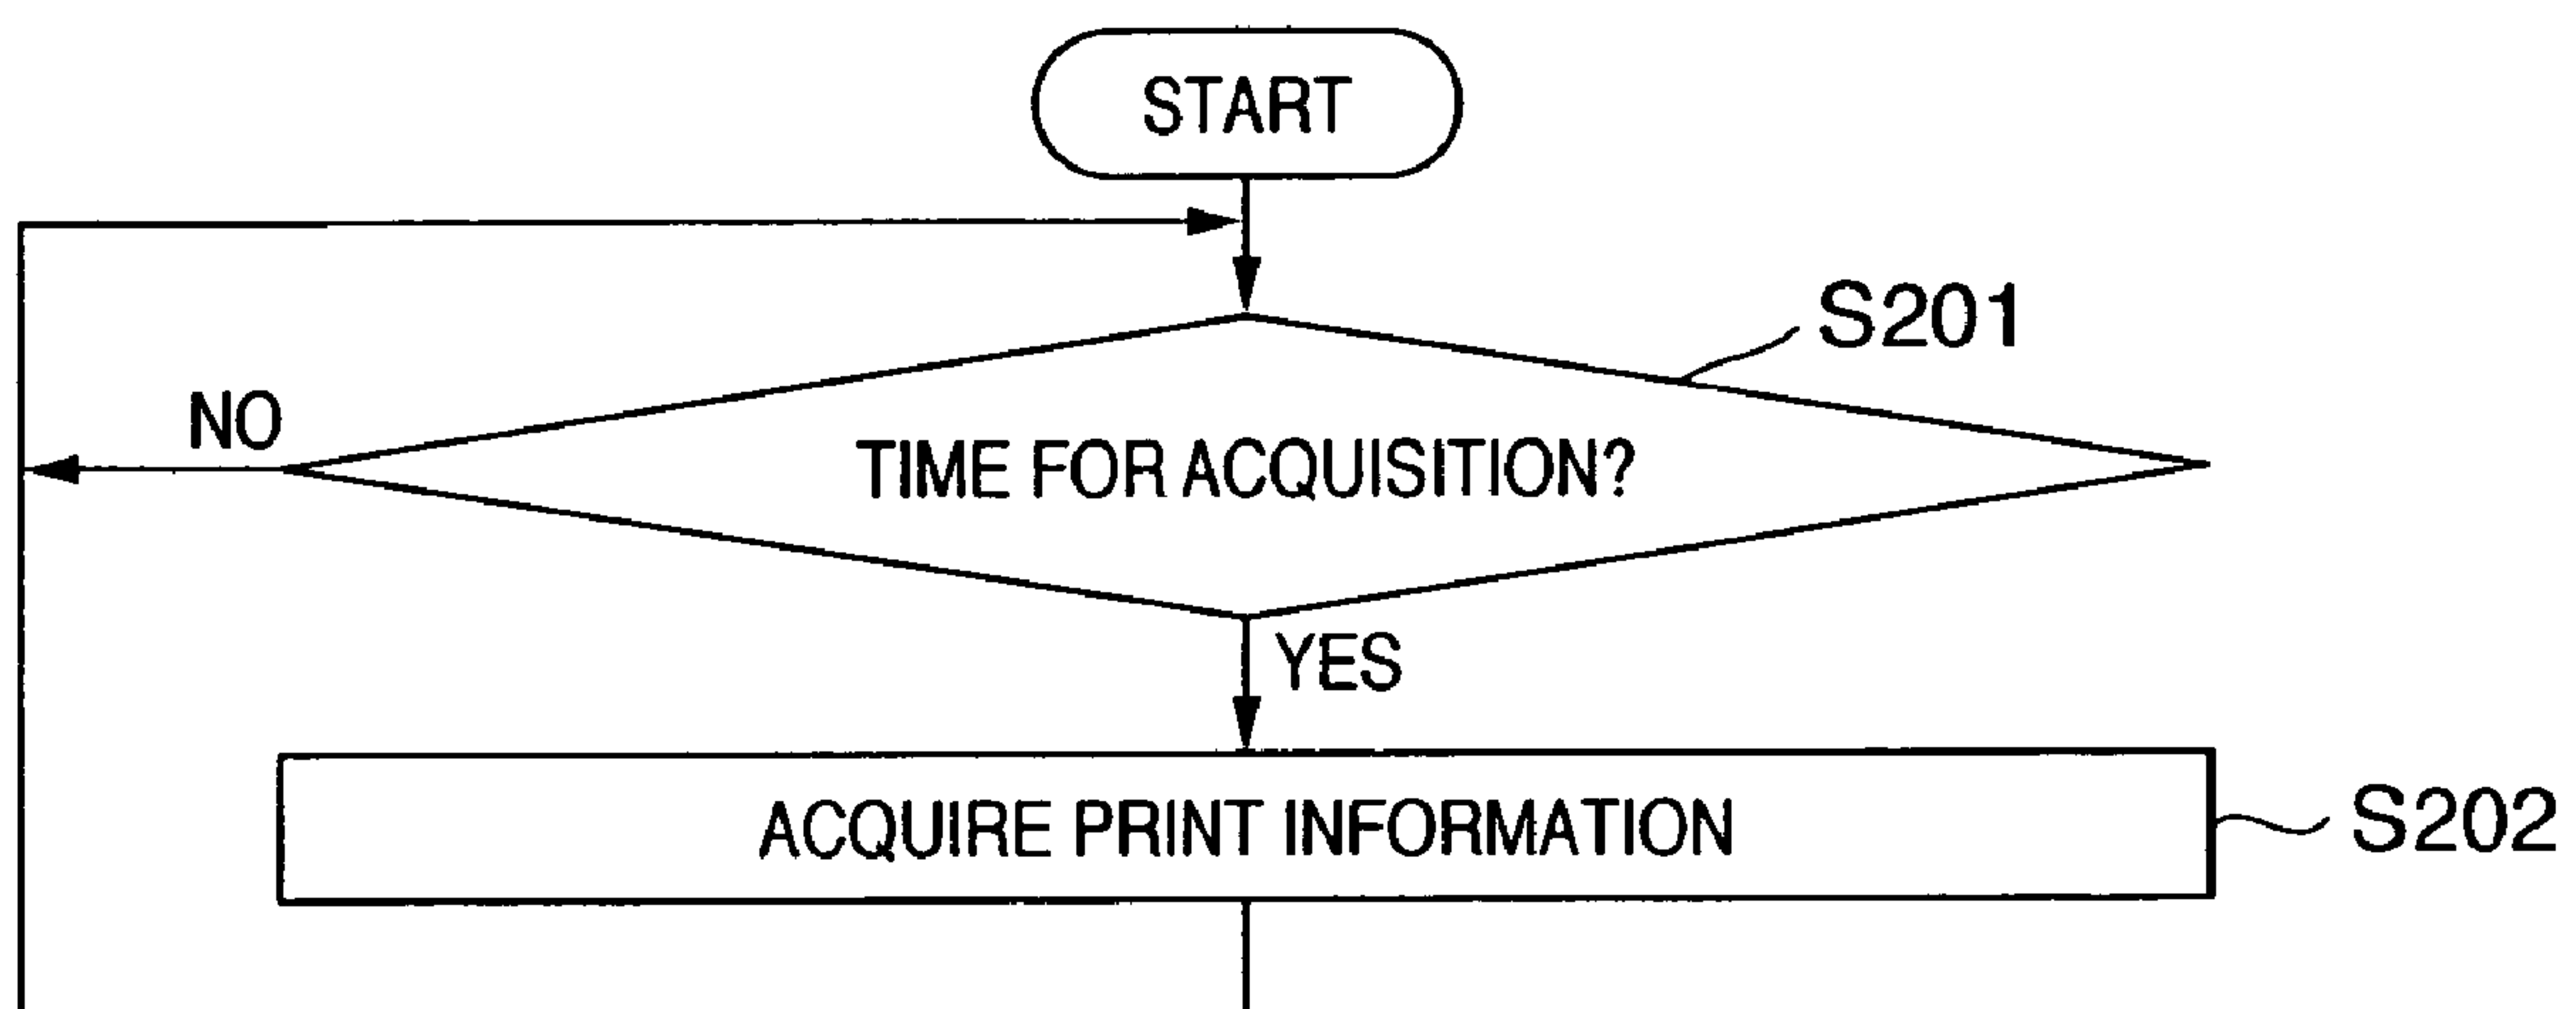 START
S201
NO
TIME FOR ACQUISITION?
YES
ACQUIRE PRINT INFORMATION
S202